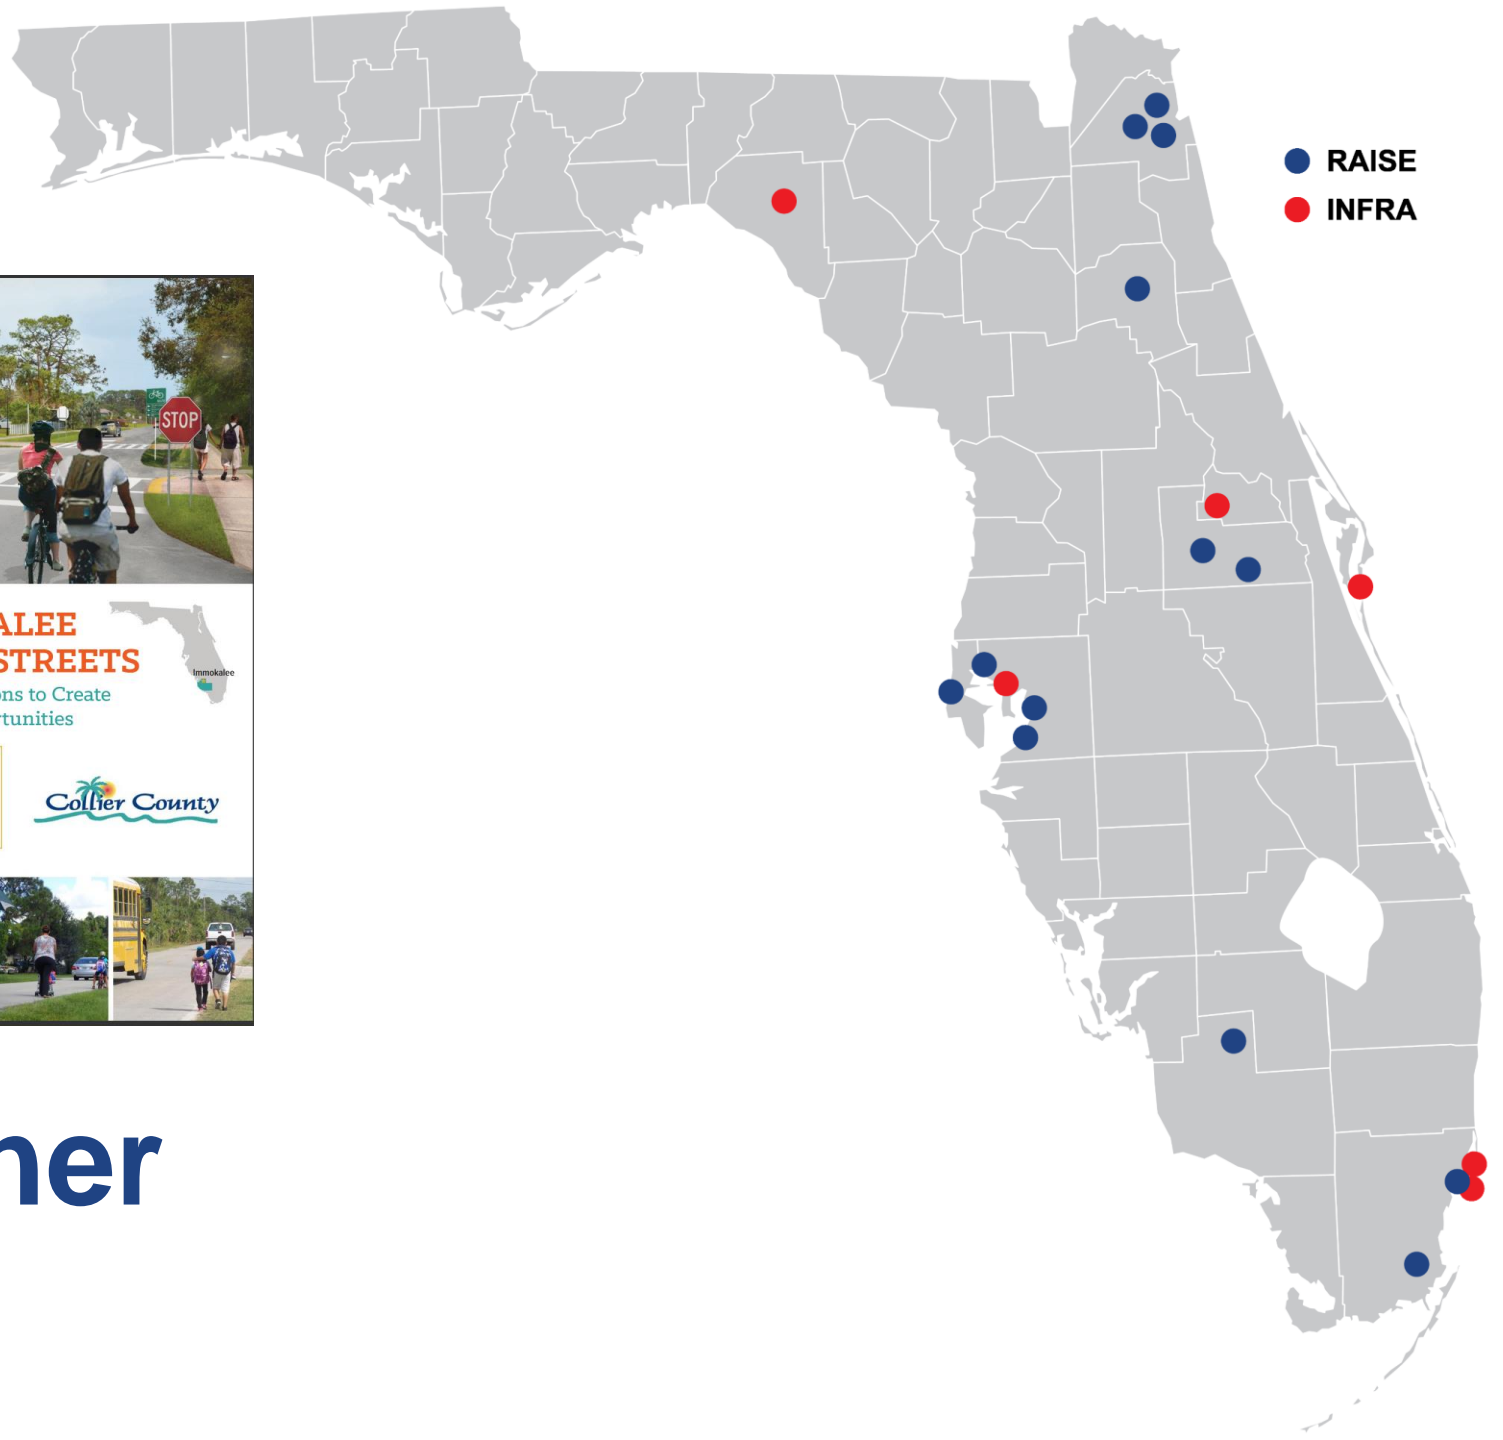 RAISE
INFRA
STOP
ALEE
STREETS
Immokalee
ons to Create
rtunities
Collier County
ner